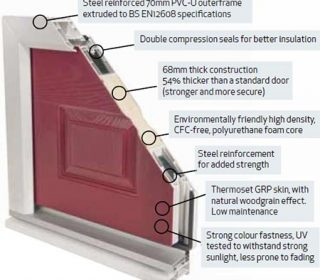 Steel reinforced 70mm PVC-U outerframe
extruded to BS EN12608 specifications
Double compression seals for better insulation
68mm thick construction
54% thicker than a standard door
(stronger and more secure)
Environmentally friendly high density,
CFC-free, polyurethane foam core
Steel reinforcement
for added strength
Thermoset GRP skin, with
natural woodgrain effect.
Low maintenance
Strong colour fastness, UV
tested to withstand strong
sunlight, less prone to fading